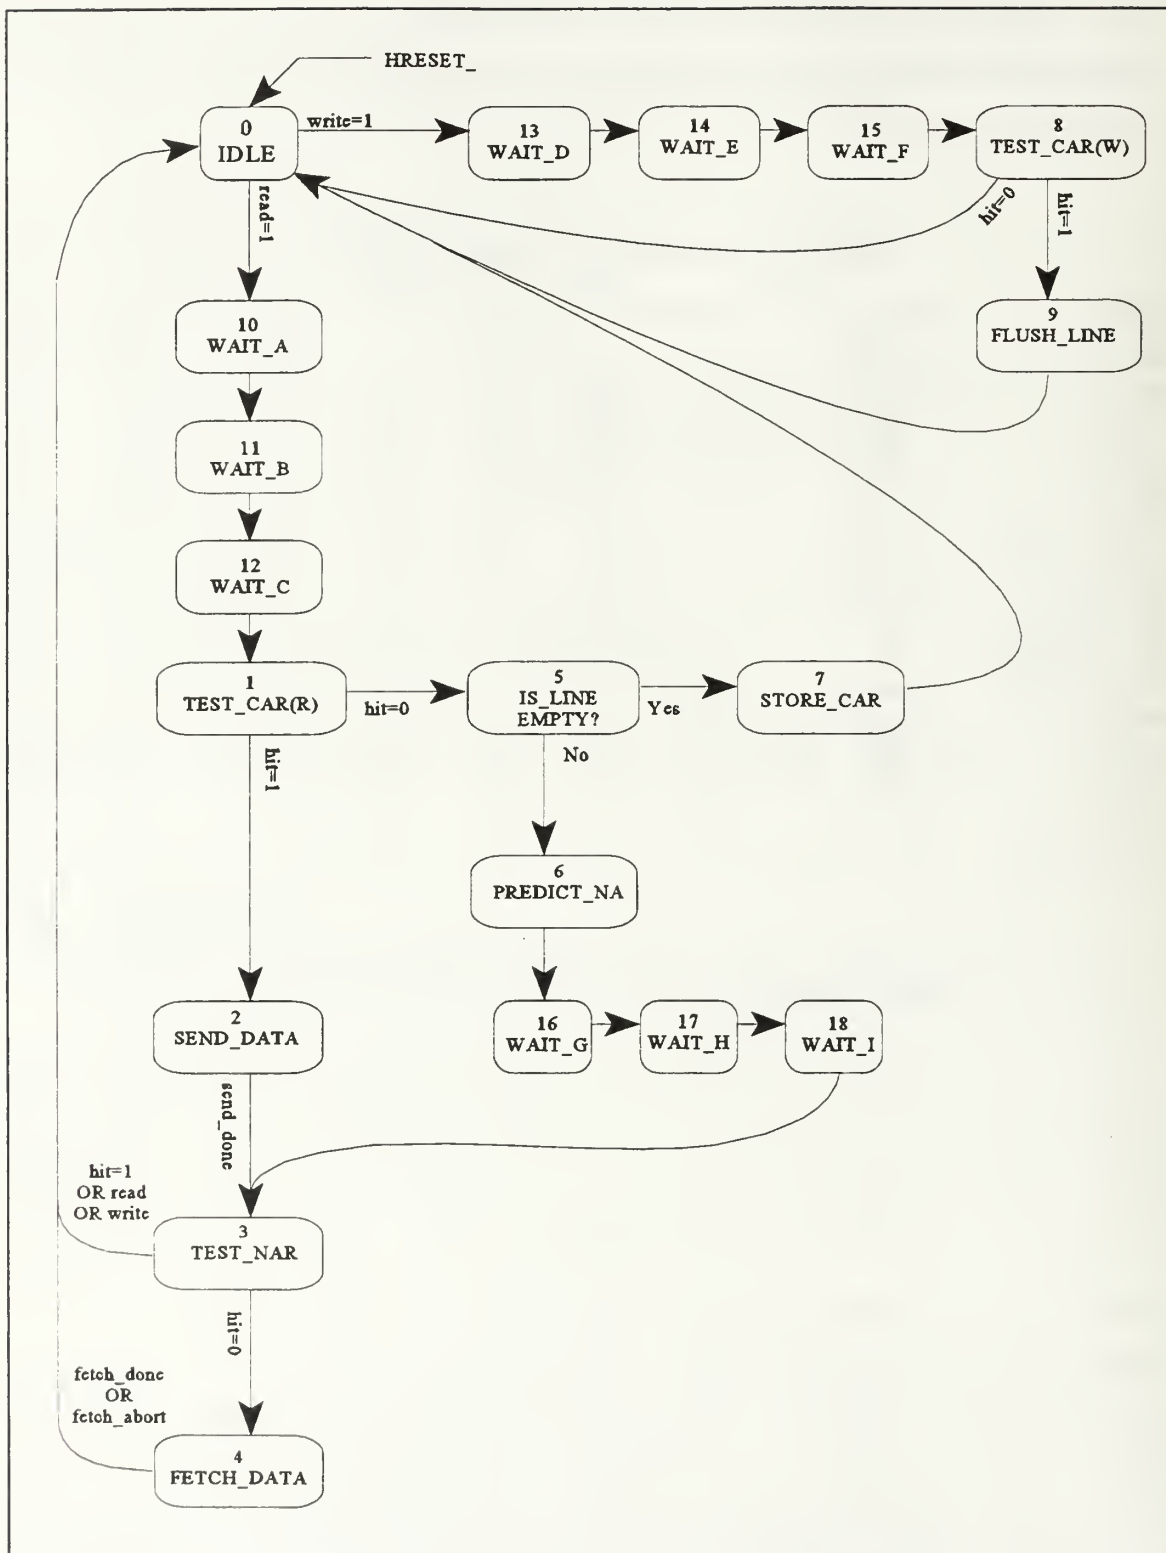 HRESET_
0
IDLE
write=1
13
WAIT_D
14
WAIT_E
15
WAIT_F
8
TEST_CAR(W)
hit=0
hit=1
9
FLUSH_LINE
read=1
10
WAIT_A
11
WAIT_B
12
WAIT_C
1
TEST_CAR(R)
hit=0
5
IS_LINE
EMPTY?
Yes
7
STORE_CAR
No
hit=1
6
PREDICT_NA
2
SEND_DATA
16
WAIT_G
17
WAIT_H
18
WAIT_I
send_done
hit=1
OR read
OR write
3
TEST_NAR
hit=0
fetch_done
OR
fetch_abort
4
FETCH_DATA